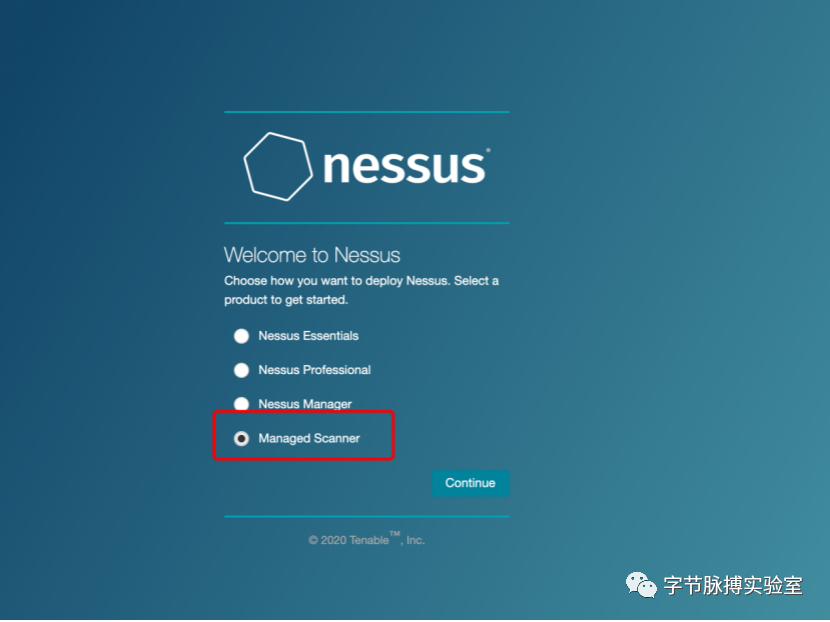 nessus
Welcome to Nessus
Choose how you want to deploy Nessus. Select a
product to get started.
Nessus Essentials
Nessus Professional
Nessus Manager
Managed Scanner
Continue
© 2020 Tenable™, Inc.
字节脉搏实验室